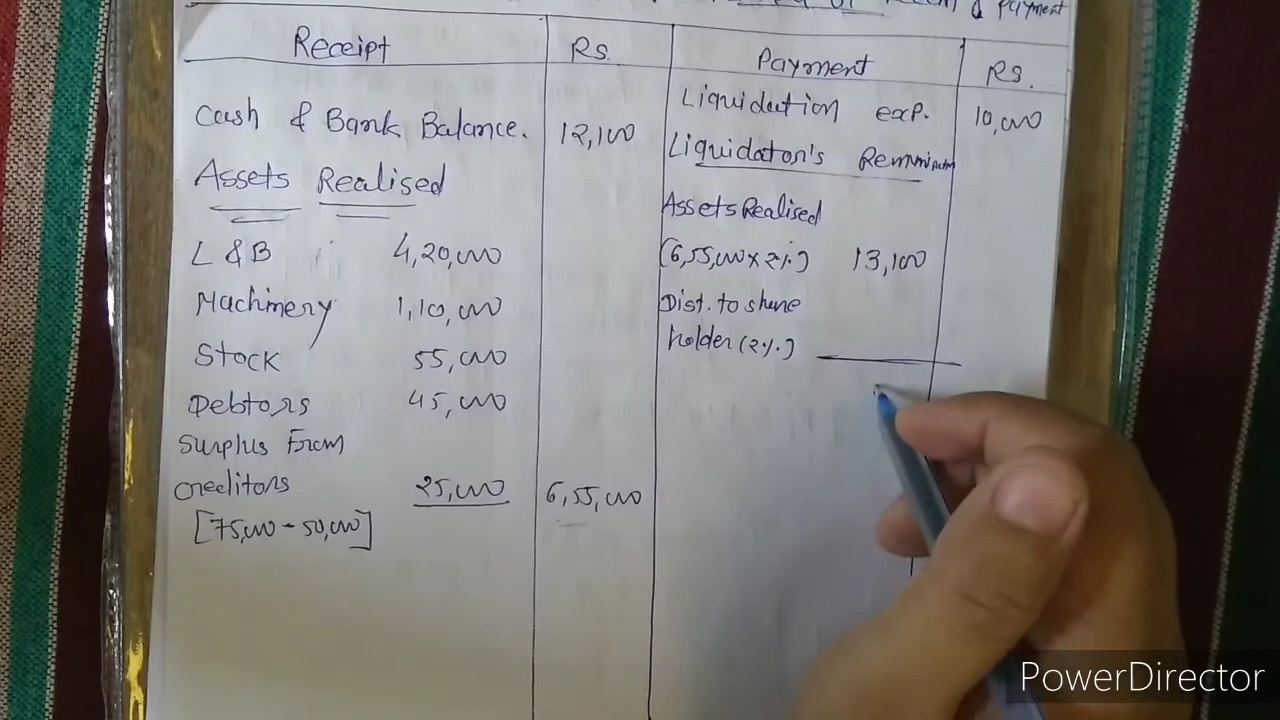 & Payment
Receipt Rs. Payment Rs.
Cash & Bank Balance. 12,100 Liquidation exp. 10,000
Liquidator's
Assets Realised
Assets Realised
L & B 4,20,000 (6,55,000 x 2%) 13,100
Machinery 1,10,000 Dist. to share
Stock 55,000 holder (2%)
Debtors 45,000
Surplus From
creditors 25,000 6,55,000
[75,000 - 50,000]
PowerDirector